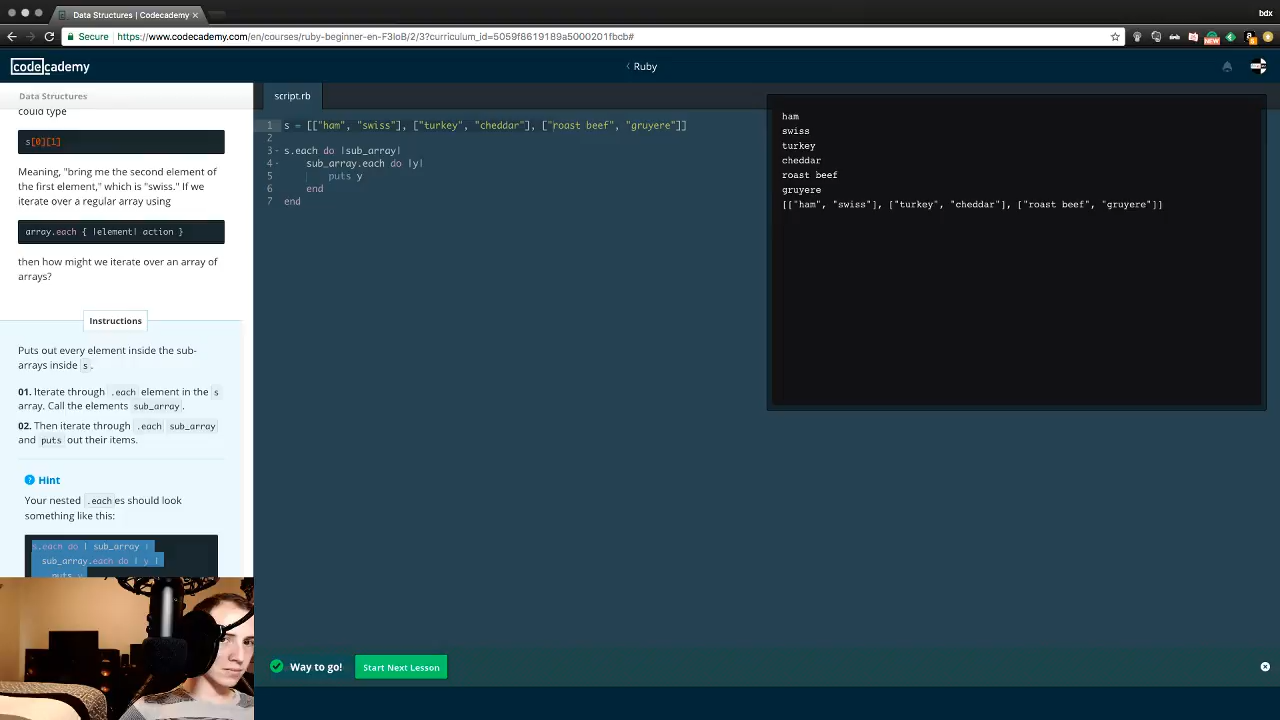 Data Structures | Codecademy ×
bdx
Secure https://www.codecademy.com/en/courses/ruby-beginner-en-F3loB/2/3?curriculum_id=5059f8619189a5000201fbcb#
NEW
codecademy
Ruby
Data Structures
could type
s[0][1]
Meaning, "bring me the second element of
the first element," which is "swiss." If we
iterate over a regular array using
array.each { |element| action }
then how might we iterate over an array of
arrays?
Instructions
Puts out every element inside the sub-
arrays inside s.
01. Iterate through .each element in the s
array. Call the elements sub_array.
02. Then iterate through .each sub_array
and puts out their items.
Hint
Your nested .eaches should look
something like this:
s.each do | sub_array |
sub_array.each do | y |
puts y
script.rb
1 s = [["ham", "swiss"], ["turkey", "cheddar"], ["roast beef", "gruyere"]]
2
3 s.each do |sub_array|
4 sub_array.each do |y|
5 puts y
6 end
7 end
ham
swiss
turkey
cheddar
roast beef
gruyere
[["ham", "swiss"], ["turkey", "cheddar"], ["roast beef", "gruyere"]]
Way to go! Start Next Lesson